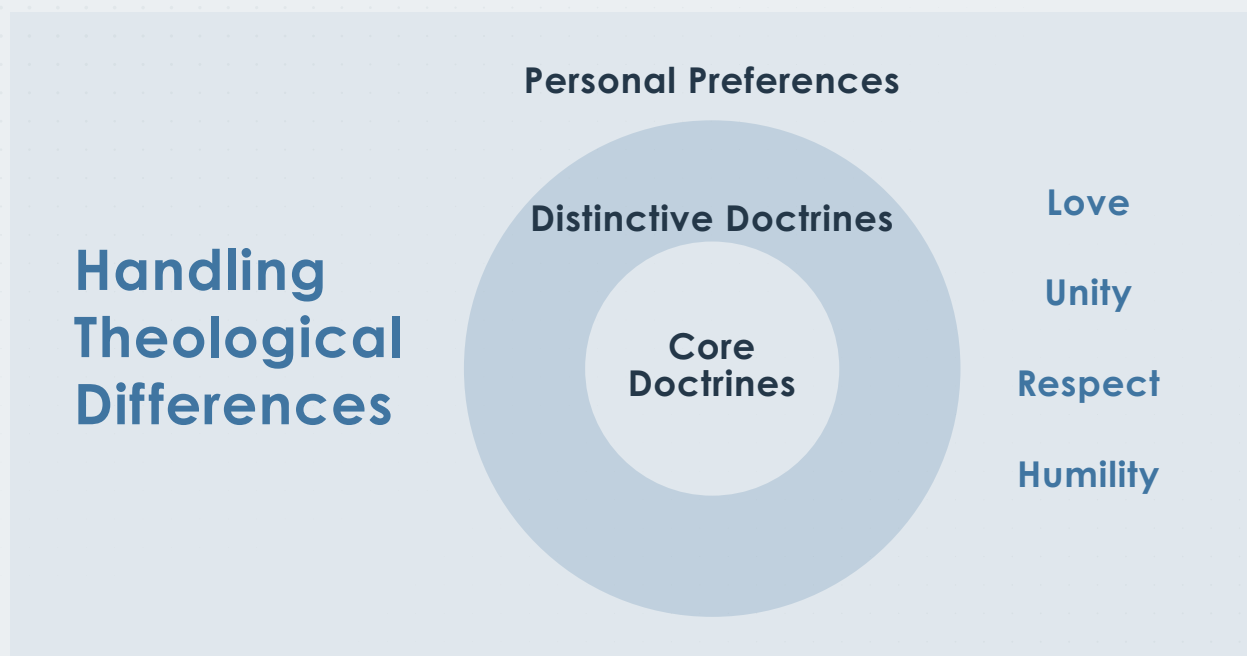 Handling
Theological
Differences
Personal Preferences
Distinctive Doctrines
Core
Doctrines
Love
Unity
Respect
Humility